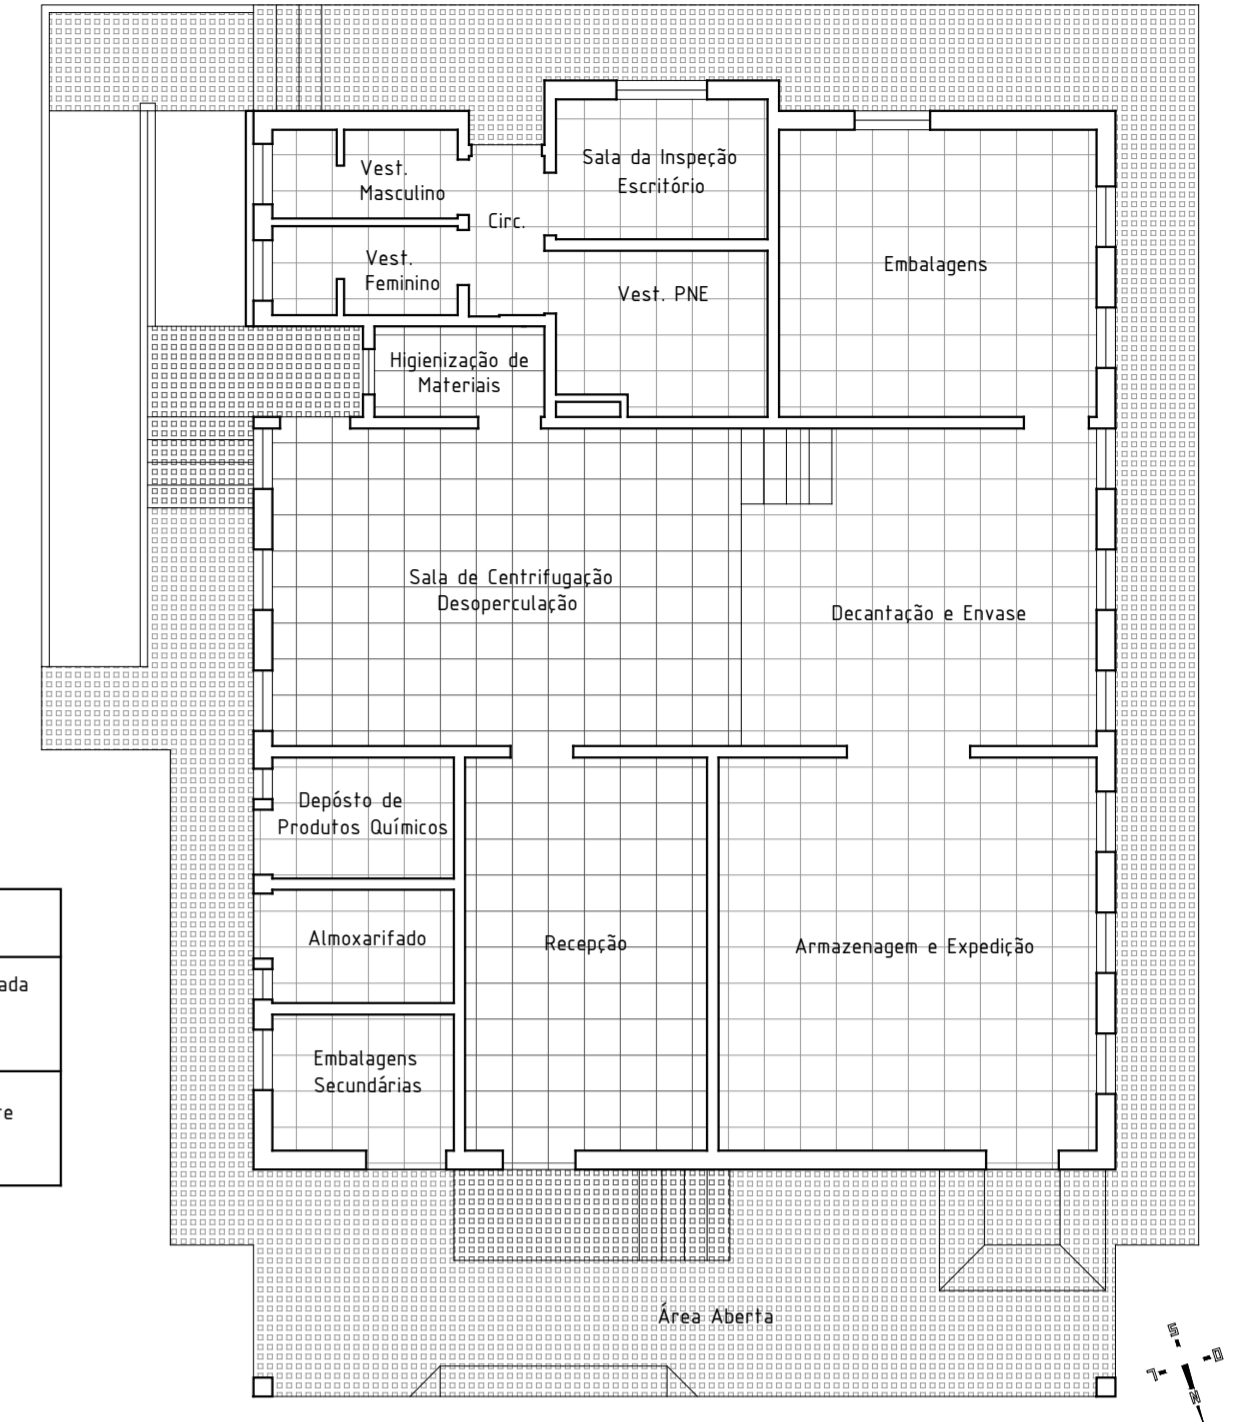 Vest.
Masculino
Sala da Inspeção
Escritório
Circ.
Vest.
Feminino
Embalagens
Vest. PNE
Higienização de
Materiais
Sala de Centrifugação
Desoperculação
Decantação e Envase
Depósto de
Produtos Químicos
Almoxarifado
Recepção
Armazenagem e Expedição
ada
Embalagens
Secundárias
Área Aberta
S
O
L
N